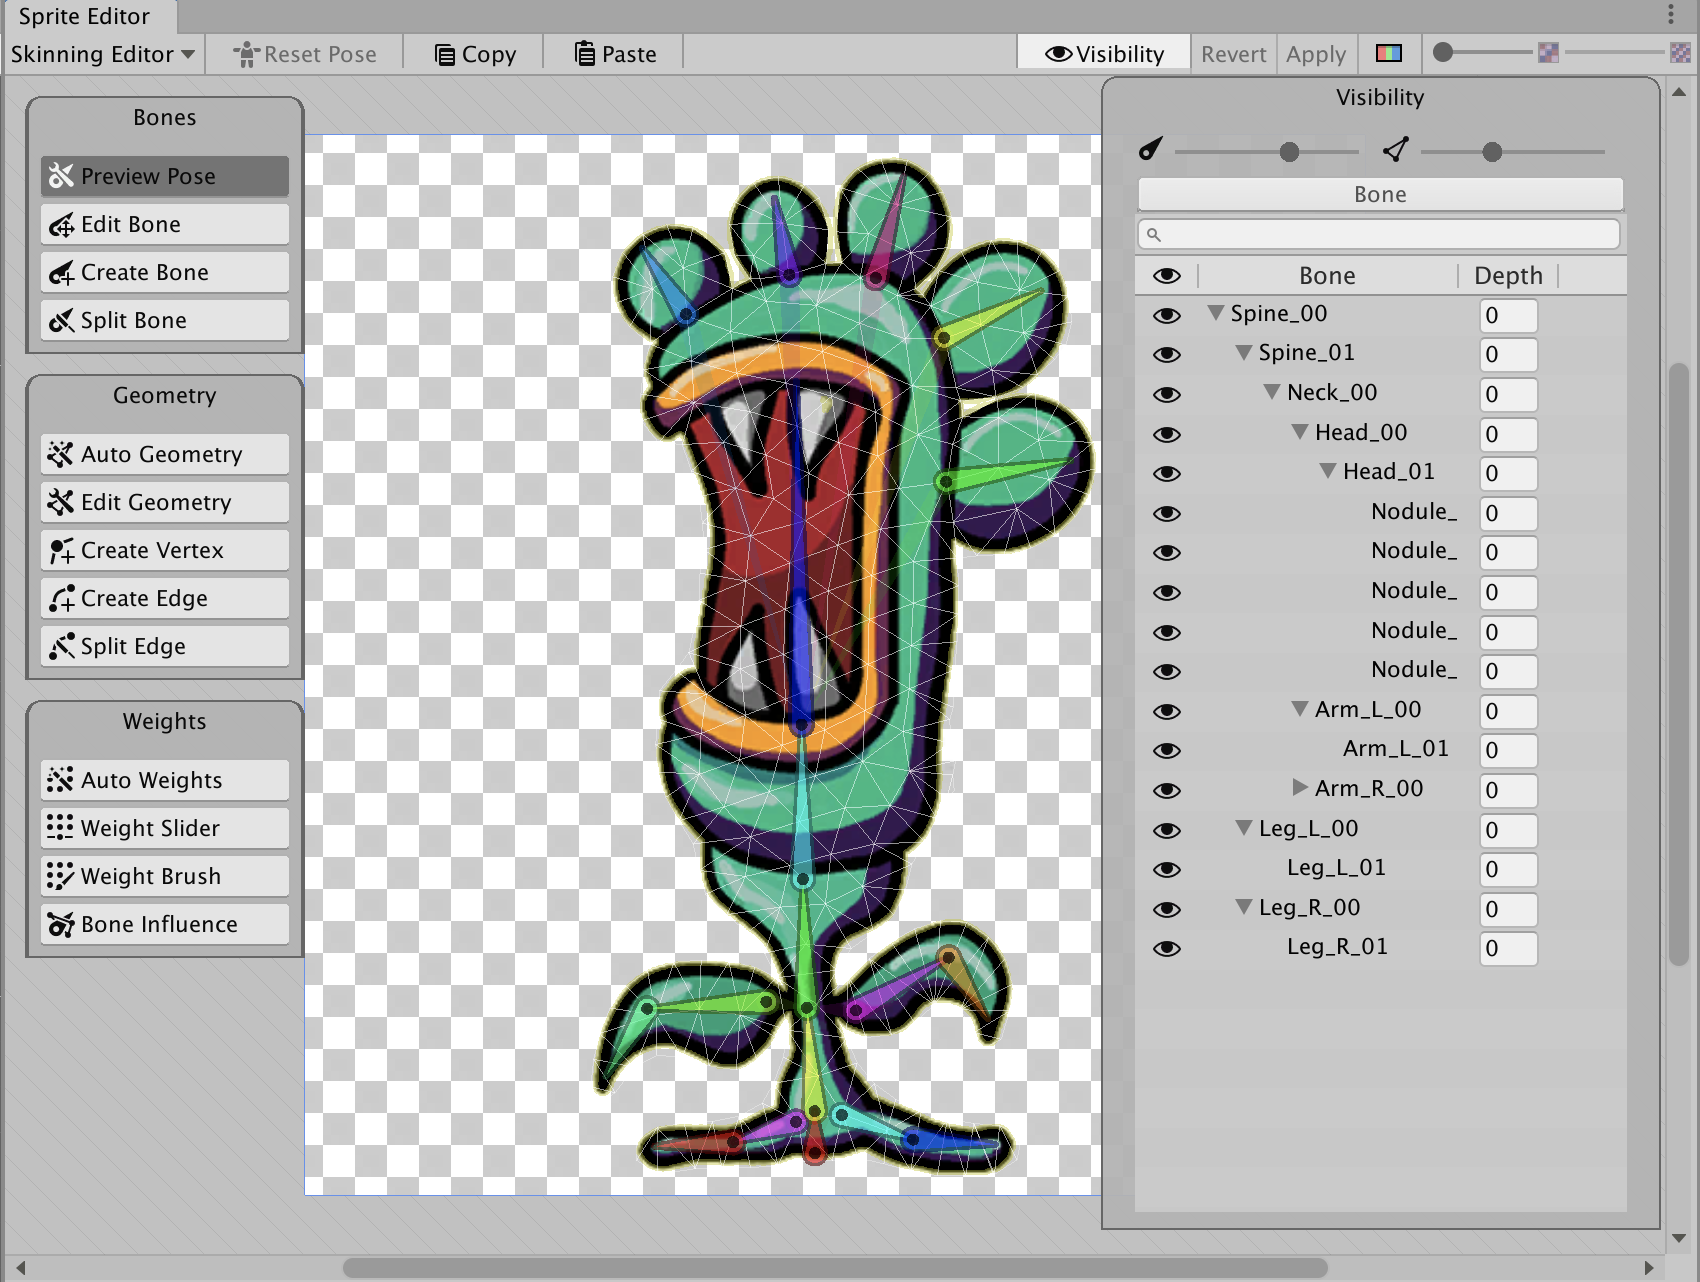 Sprite Editor
Skinning Editor Reset Pose Copy Paste Visibility Revert Apply
Bones
Preview Pose
Edit Bone
Create Bone
Split Bone
Geometry
Auto Geometry
Edit Geometry
Create Vertex
Create Edge
Split Edge
Weights
Auto Weights
Weight Slider
Weight Brush
Bone Influence
Visibility
Bone
Bone Depth
Spine_00 0
Spine_01 0
Neck_00 0
Head_00 0
Head_01 0
Nodule_ 0
Nodule_ 0
Nodule_ 0
Nodule_ 0
Nodule_ 0
Arm_L_00 0
Arm_L_01 0
Arm_R_00 0
Leg_L_00 0
Leg_L_01 0
Leg_R_00 0
Leg_R_01 0